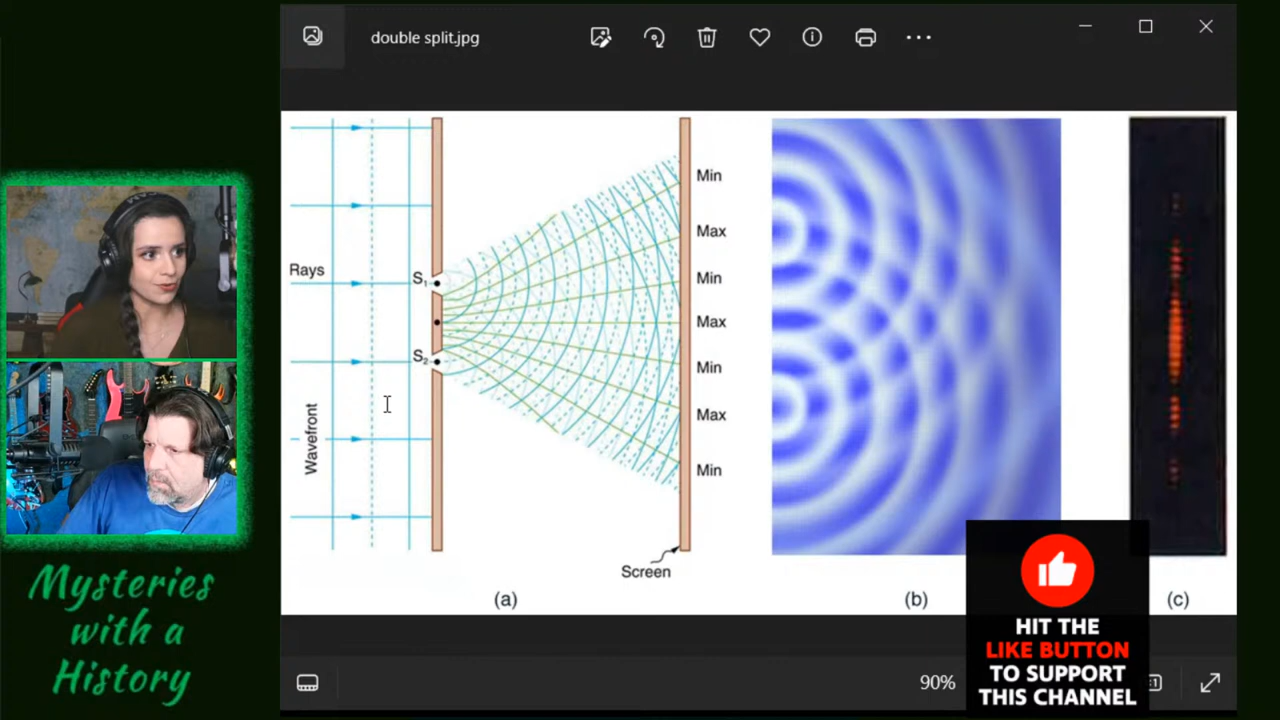 double split.jpg
Rays
Wavefront
S1
S2
Min
Max
Min
Max
Min
Max
Min
Screen
(a)
(b)
(c)
Mysteries
with a
History
HIT THE
LIKE BUTTON
TO SUPPORT
THIS CHANNEL
90%